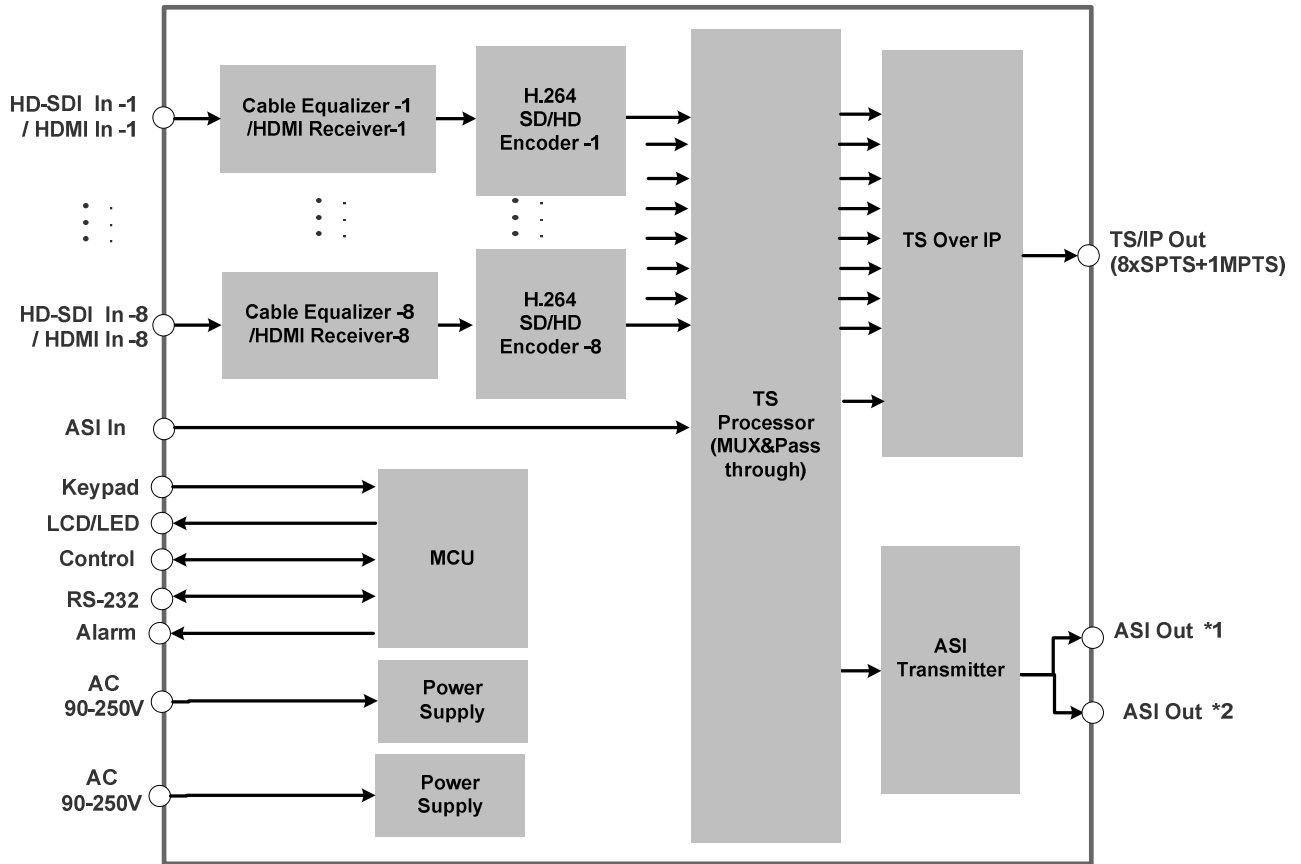 HD-SDI In -1
/ HDMI In -1
Cable Equalizer -1
/HDMI Receiver-1
H.264
SD/HD
Encoder -1
HD-SDI In -8
/ HDMI In -8
Cable Equalizer -8
/HDMI Receiver-8
H.264
SD/HD
Encoder -8
ASI In
TS
Processor
(MUX&Pass
through)
TS Over IP
TS/IP Out
(8xSPTS+1MPTS)
Keypad
LCD/LED
Control
RS-232
Alarm
MCU
AC
90-250V
Power
Supply
AC
90-250V
Power
Supply
ASI
Transmitter
ASI Out *1
ASI Out *2